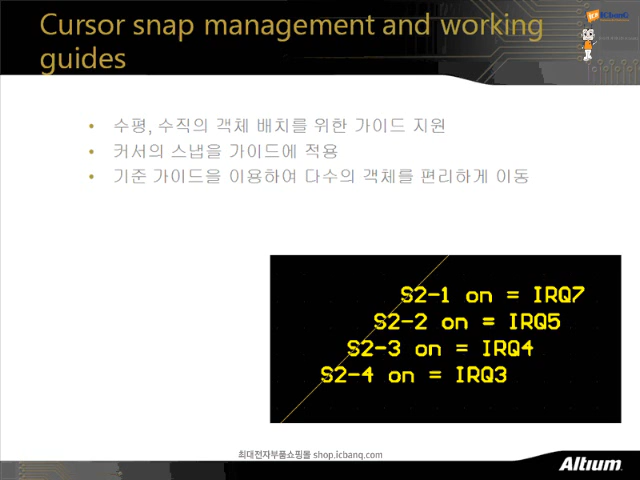 Cursor snap management and working
guides
ICbanQ
• 수평, 수직의 객체 배치를 위한 가이드 지원
• 커서의 스냅을 가이드에 적용
• 기준 가이드을 이용하여 다수의 객체를 편리하게 이동
S2-1 on = IRQ7
S2-2 on = IRQ5
S2-3 on = IRQ4
S2-4 on = IRQ3
최대전자부품쇼핑몰 shop.icbanq.com
Altium